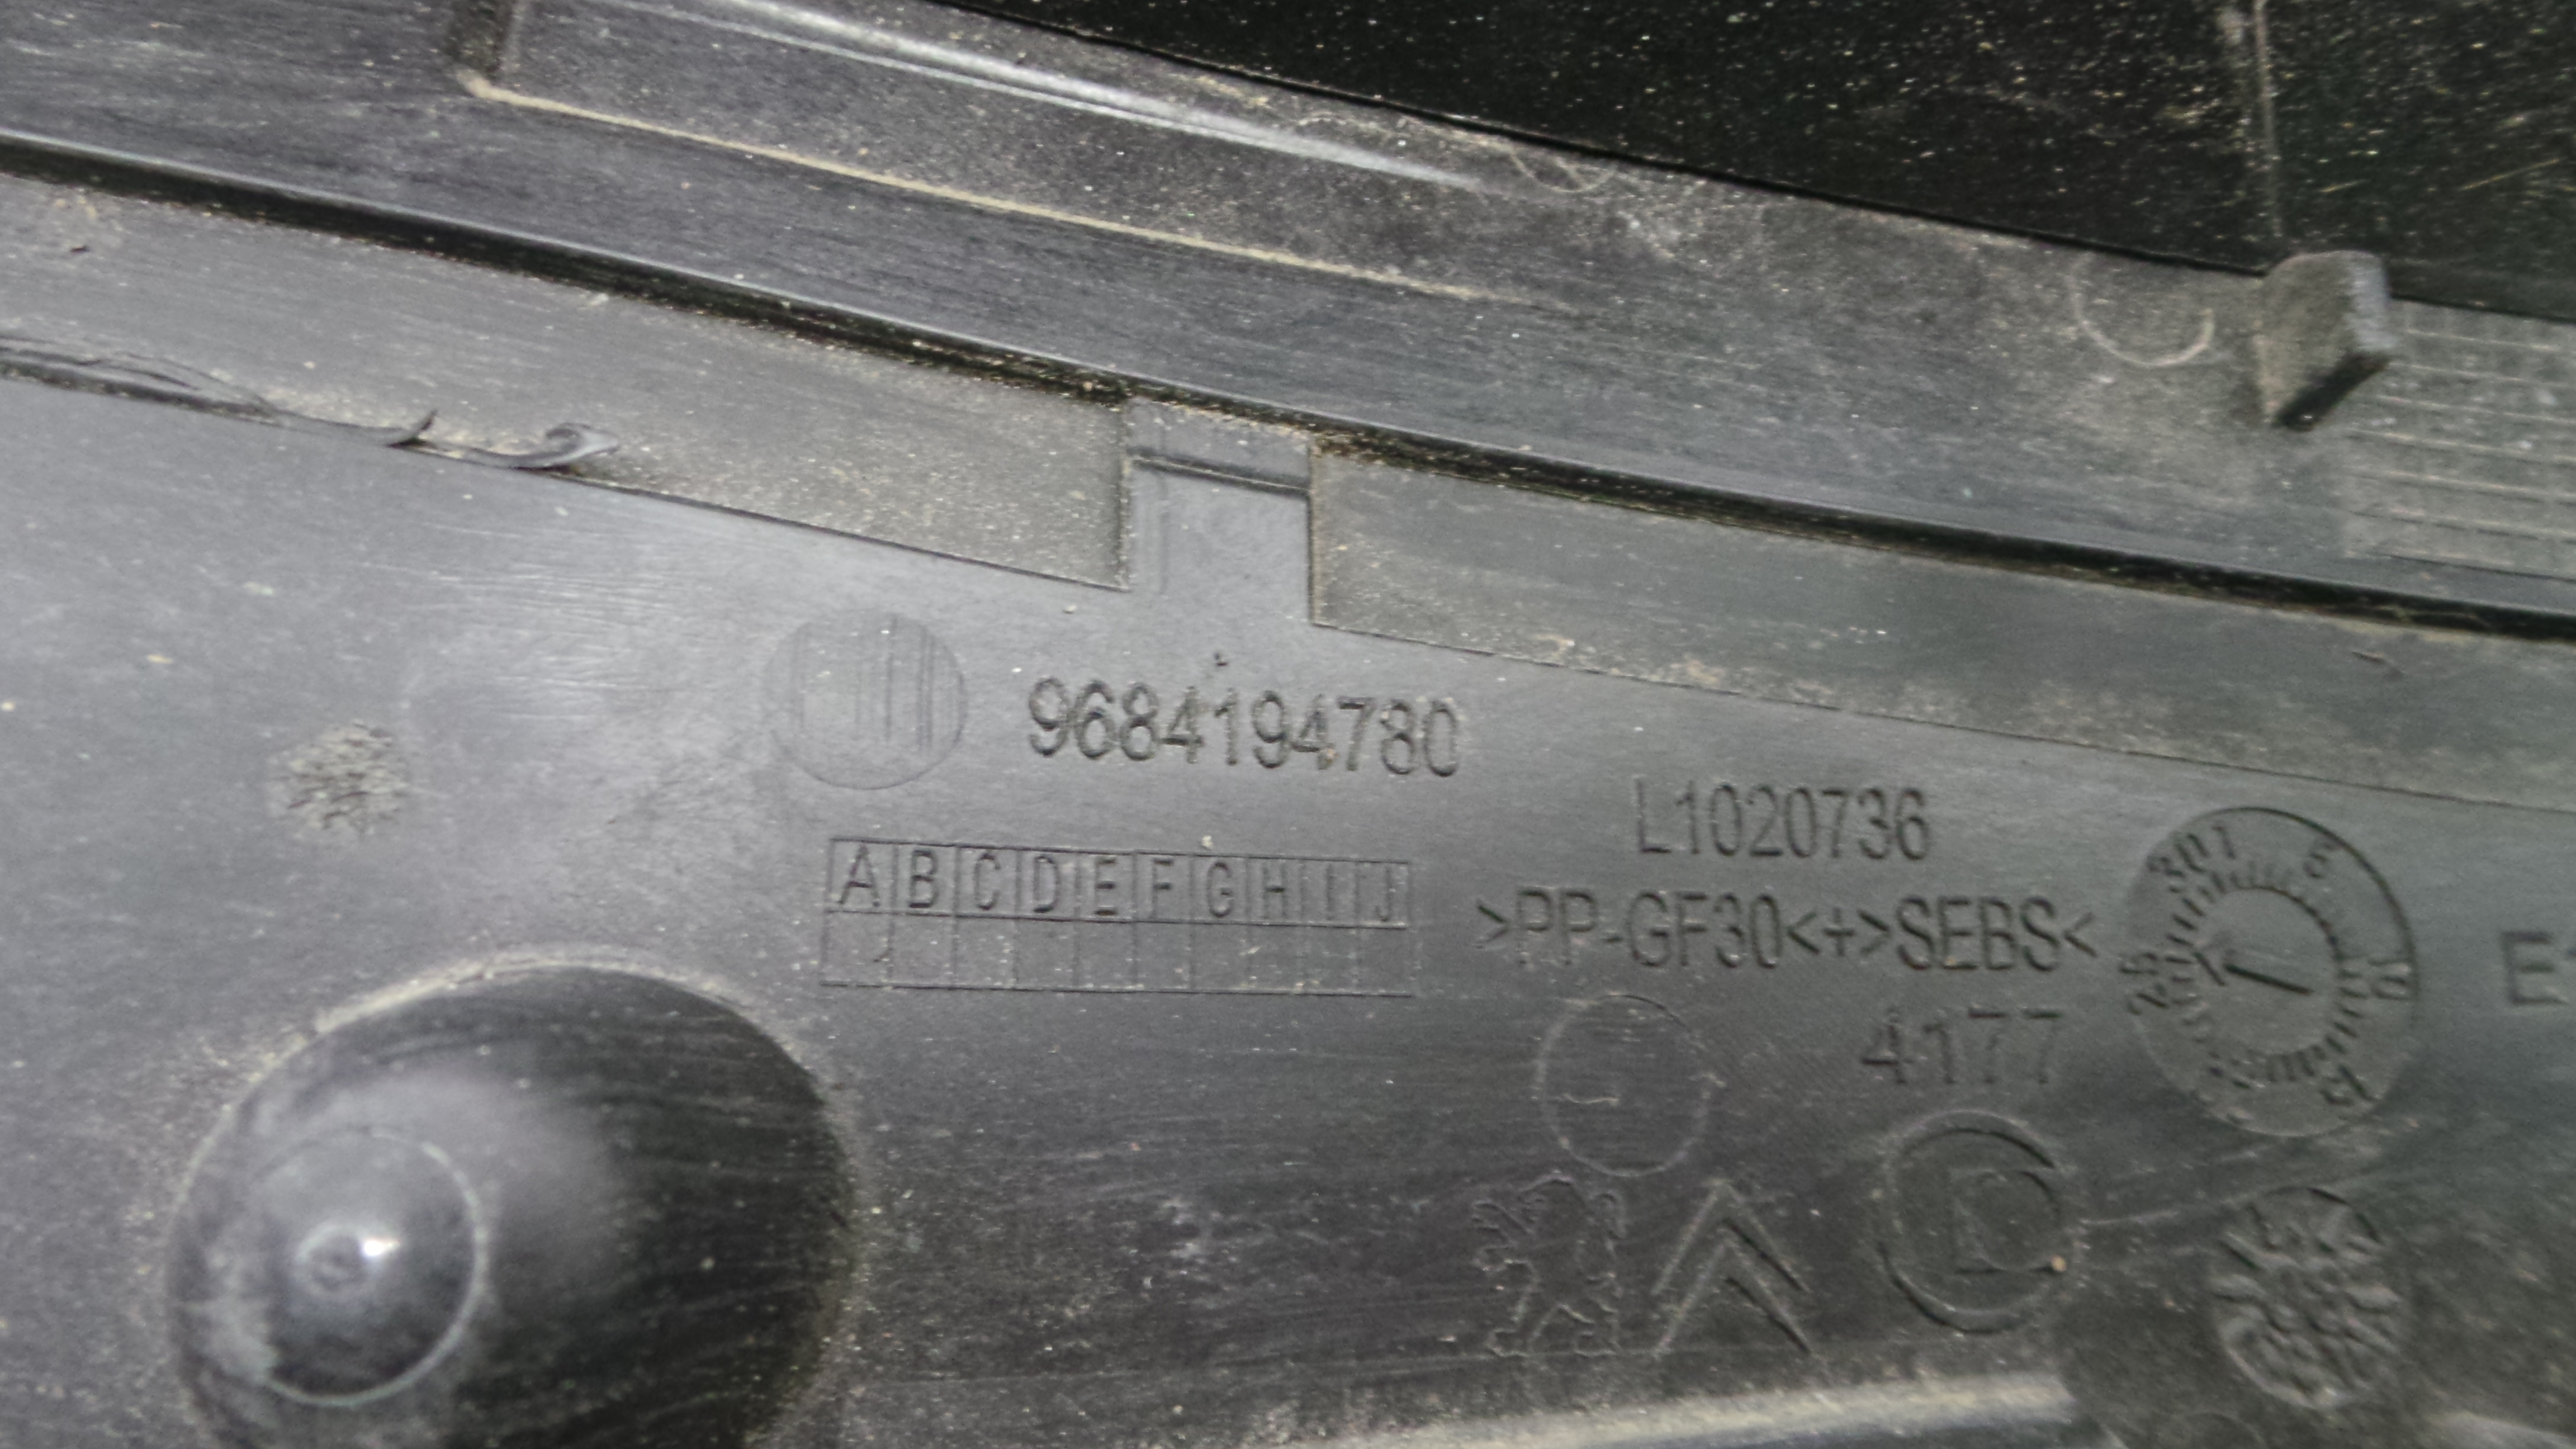 9684194780
L1020736
A B C D E F G H I J
>PP-GF30<+>SEBS<
4177
E